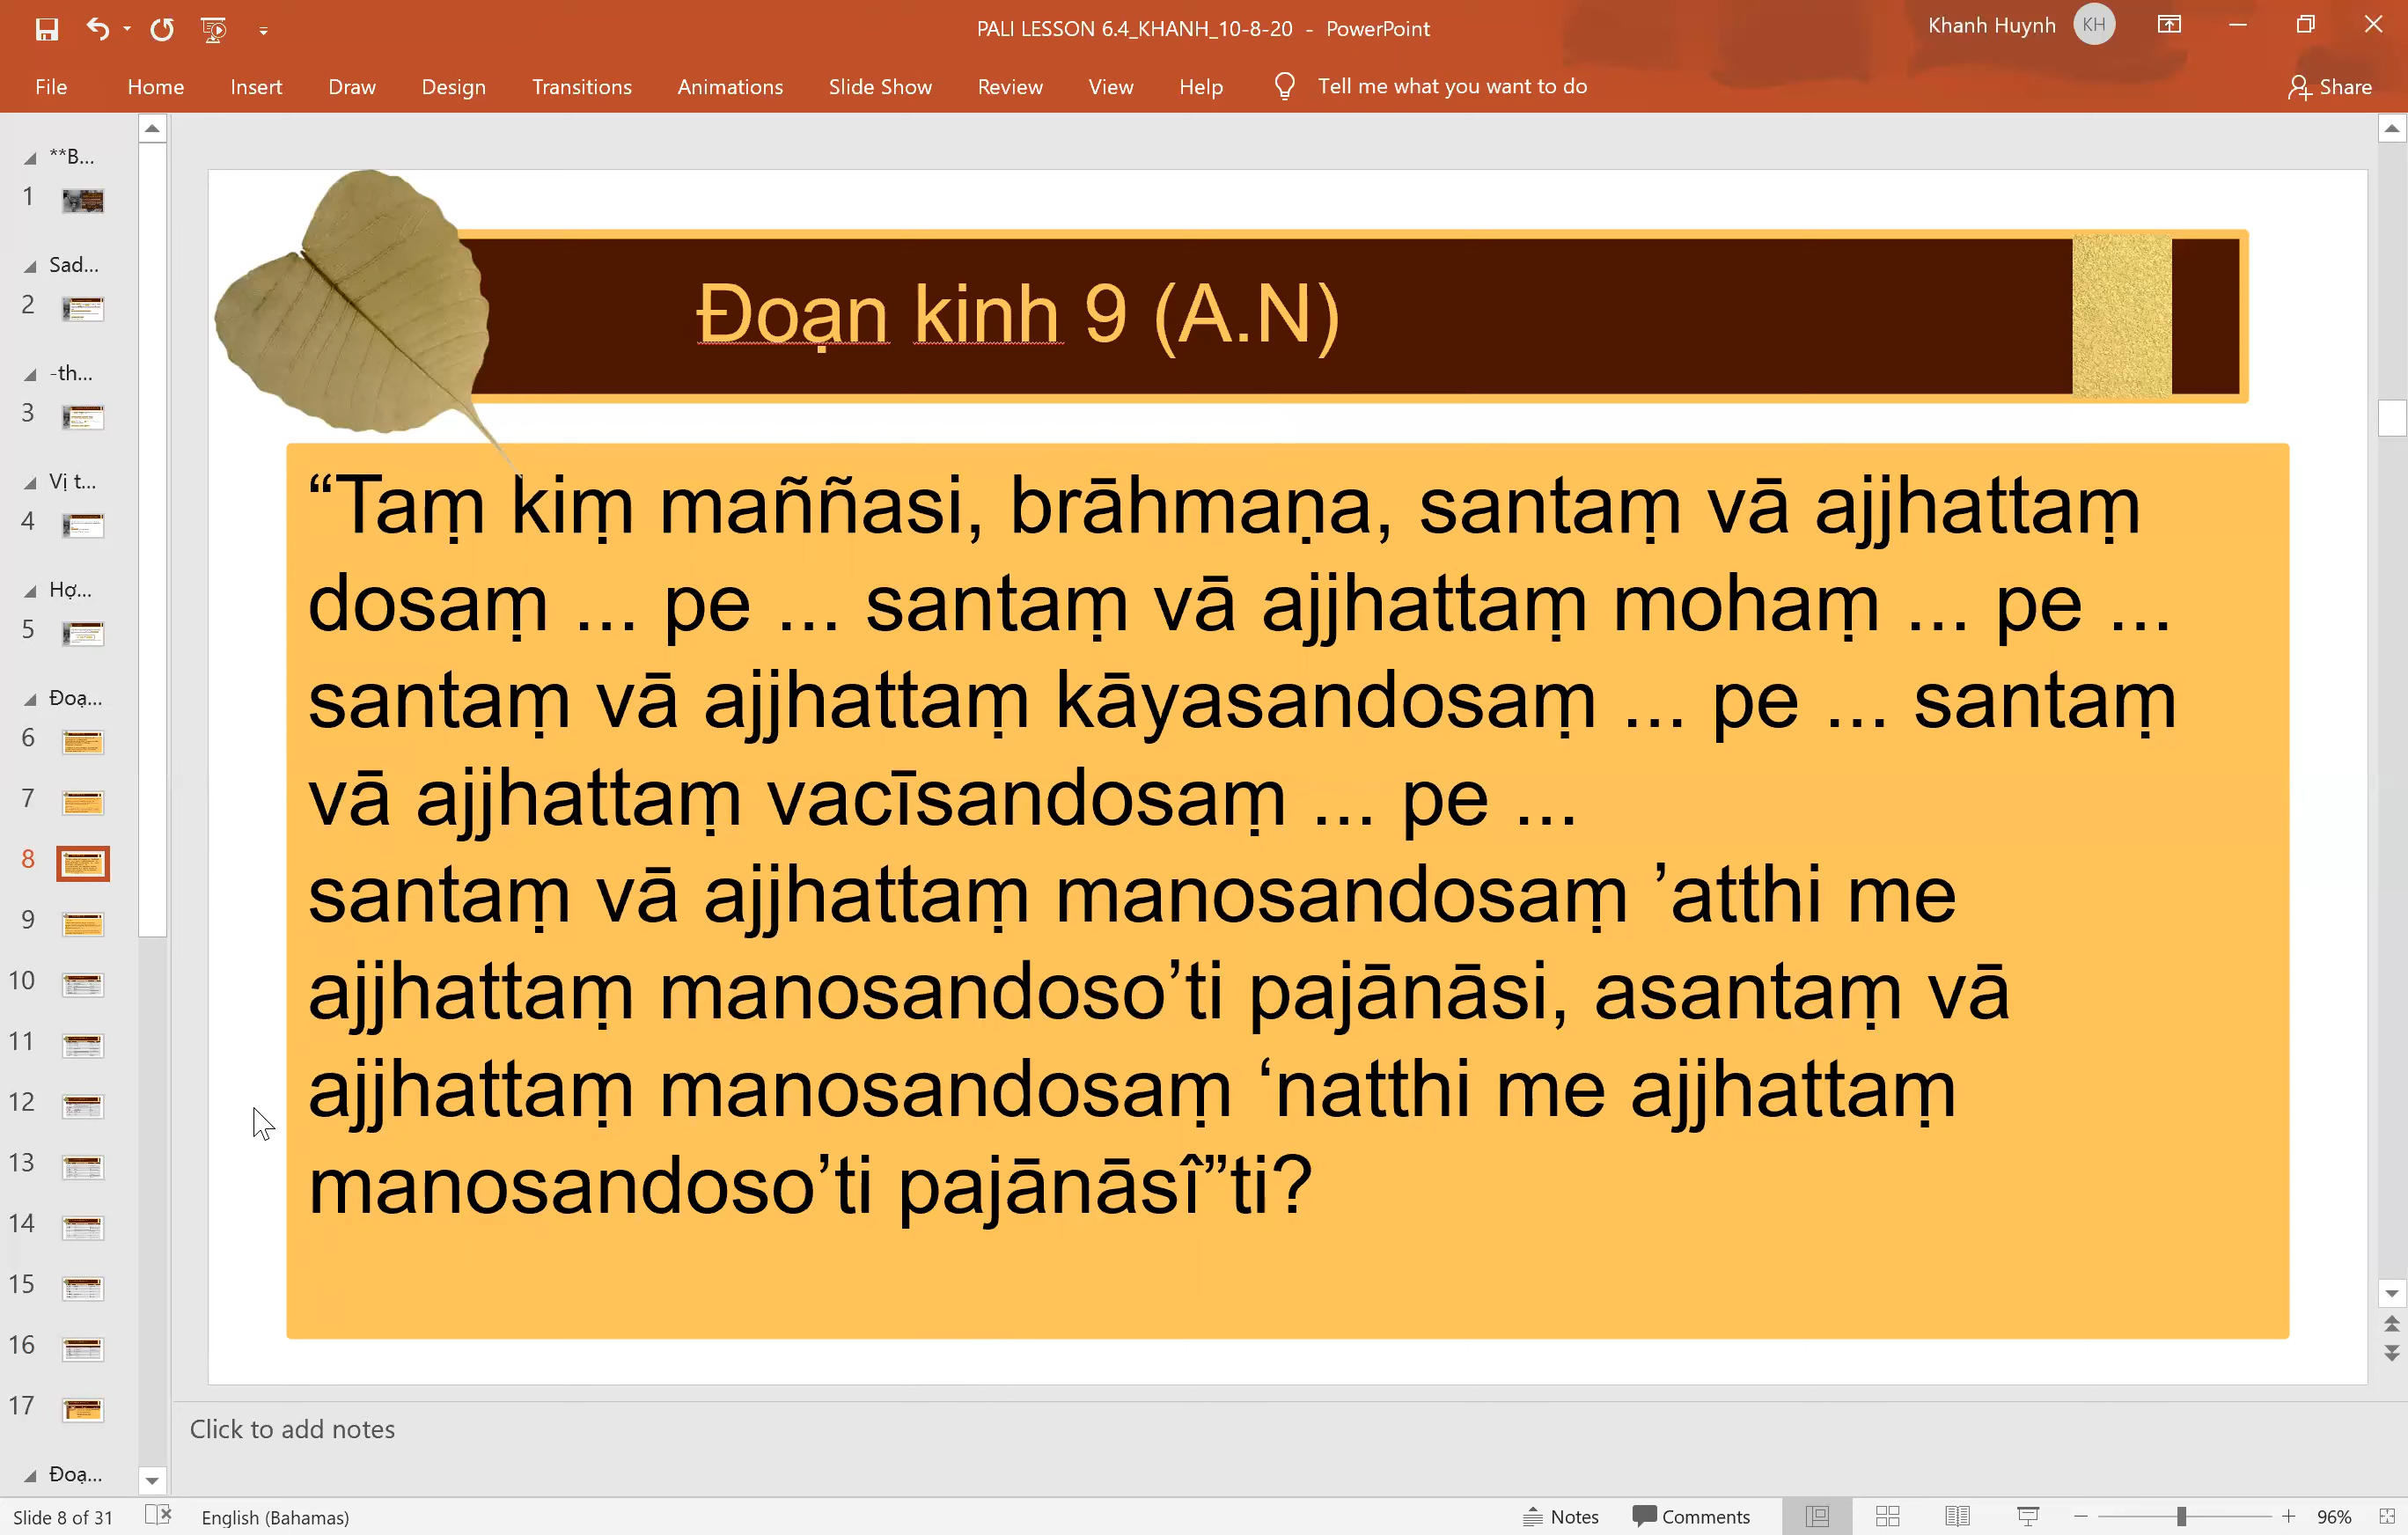 PALI LESSON 6.4_KHANH_10-8-20 - PowerPoint
Khanh Huynh
KH
File Home Insert Draw Design Transitions Animations Slide Show Review View Help Tell me what you want to do Share
**B...
1
Sad...
2
-th...
3
Vị t...
4
Hợ...
5
Đoạ...
6
7
8
9
10
11
12
13
14
15
16
17
Đoạ...
Đoạn kinh 9 (A.N)
“Taṃ kiṃ maññasi, brāhmaṇa, santaṃ vā ajjhattaṃ
dosaṃ ... pe ... santaṃ vā ajjhattaṃ mohaṃ ... pe ...
santaṃ vā ajjhattaṃ kāyasandosaṃ ... pe ... santaṃ
vā ajjhattaṃ vacīsandosaṃ ... pe ...
santaṃ vā ajjhattaṃ manosandosaṃ ’atthi me
ajjhattaṃ manosandoso’ti pajānāsi, asantaṃ vā
ajjhattaṃ manosandosaṃ ‘natthi me ajjhattaṃ
manosandoso’ti pajānāsî”ti?
Click to add notes
Slide 8 of 31 English (Bahamas) Notes Comments 96%